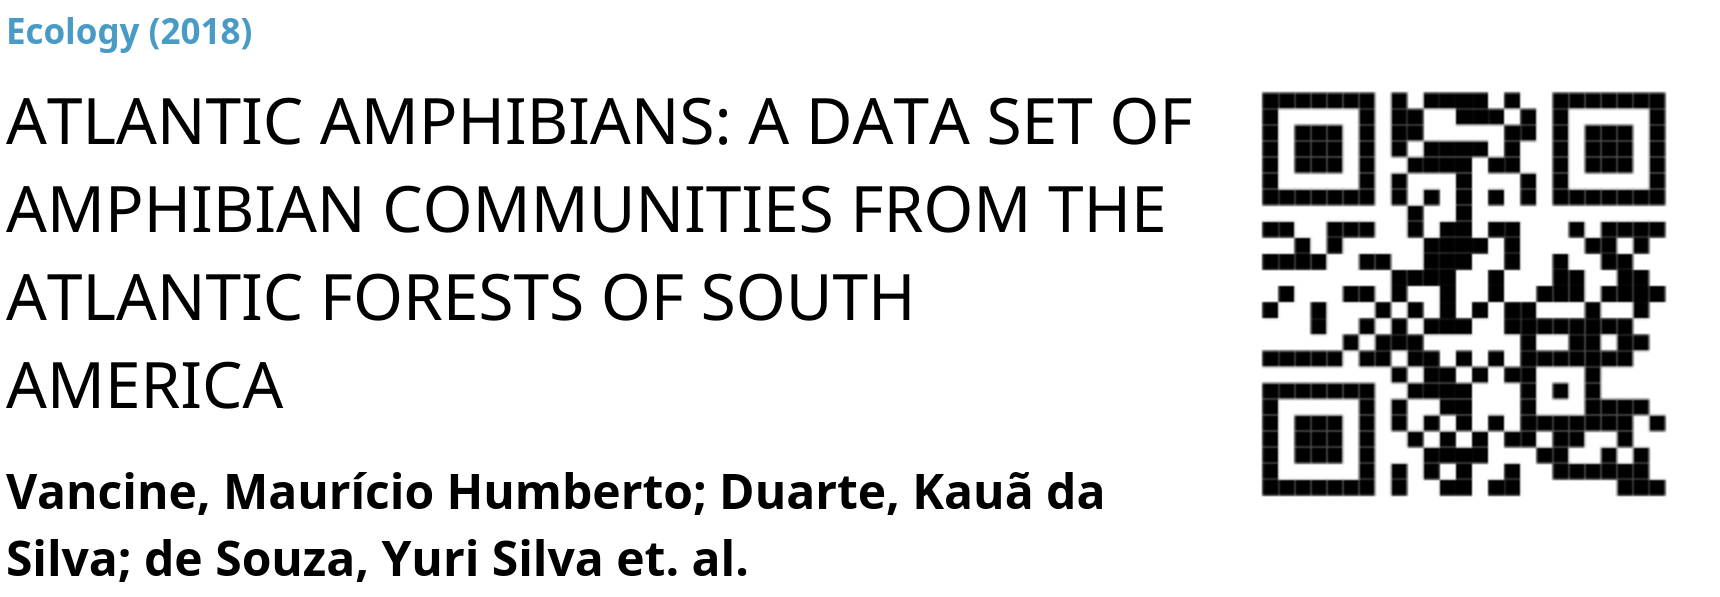 Ecology (2018)
ATLANTIC AMPHIBIANS: A DATA SET OF
AMPHIBIAN COMMUNITIES FROM THE
ATLANTIC FORESTS OF SOUTH
AMERICA
Vancine, Maurício Humberto; Duarte, Kauã da
Silva; de Souza, Yuri Silva et. al.